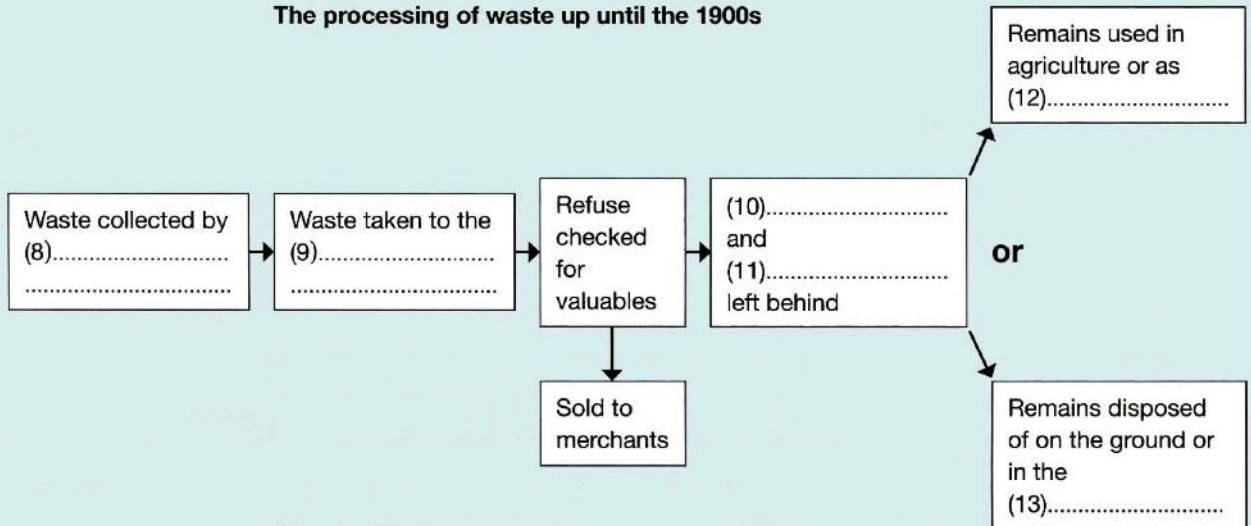 The processing of waste up until the 1900s
Waste collected by
(8)..............................
...................................
Waste taken to the
(9)..............................
...................................
Refuse
checked
for
valuables
Sold to
merchants
(10)...............................
and
(11)...............................
left behind
or
Remains used in
agriculture or as
(12)...............................
Remains disposed
of on the ground or
in the
(13)..............................